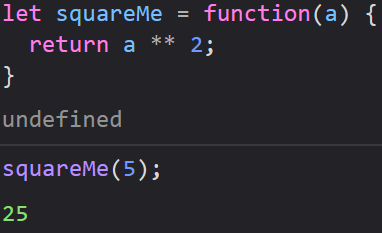 let squareMe = function(a) {
  return a ** 2;
}
undefined
squareMe(5);
25